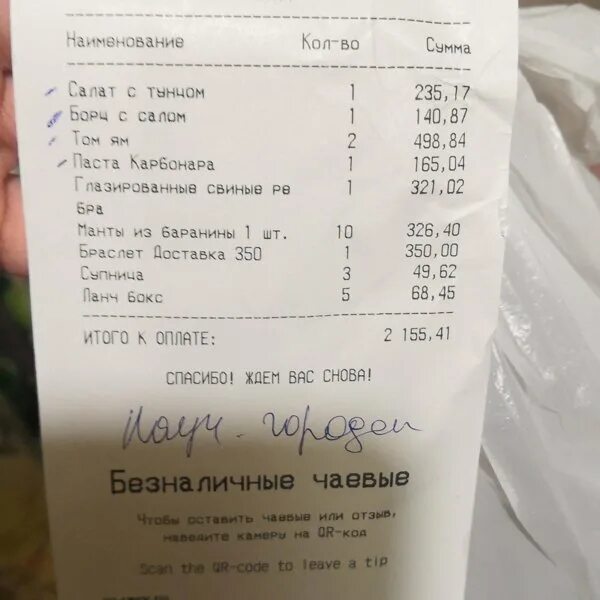 Наименование Кол-во Сумма
Салат с тунцом 1 235,17
Борщ с салом 1 140,87
Том ям 2 498,84
Паста Карбонара 1 165,04
Глазированные свиные ре 1 321,02
бра
Манты из баранины 1 шт. 10 326,40
Браслет Доставка 350 1 350,00
Супница 3 49,62
Ланч бокс 5 68,45
ИТОГО К ОПЛАТЕ: 2 155,41
СПАСИБО! ЖДЕМ ВАС СНОВА!
городок
Безналичные чаевые
Чтобы оставить чаевые или отзыв,
наведите камеру на QR-код
Scan the QR-code to leave a tip